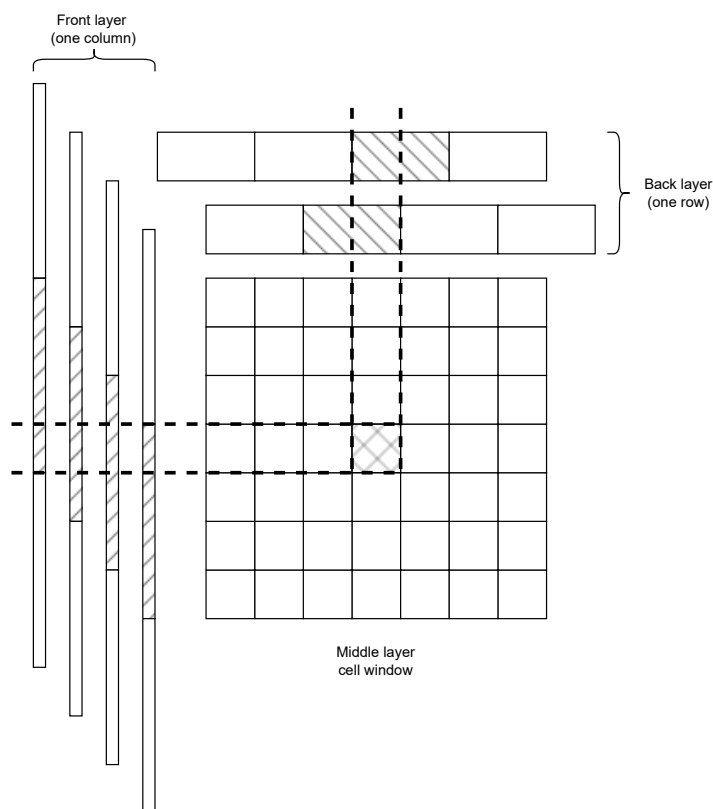 Front layer
(one column)
Back layer
(one row)
Middle layer
cell window